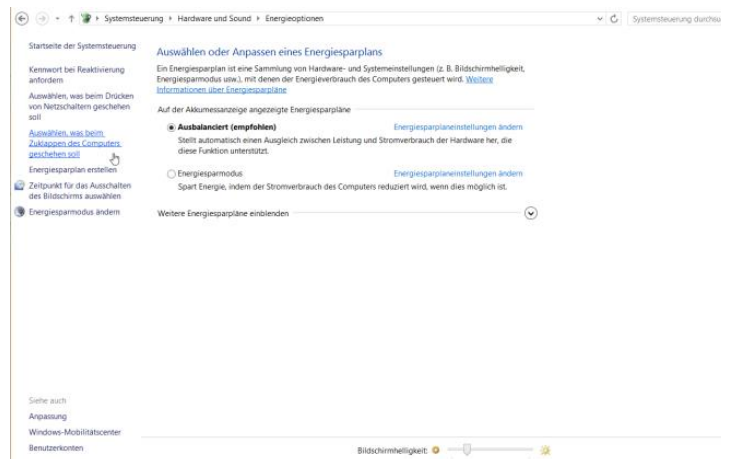 Systemsteuerung ▸ Hardware und Sound ▸ Energieoptionen
Systemsteuerung durchsu
Startseite der Systemsteuerung
Kennwort bei Reaktivierung
anfordern
Auswählen, was beim Drücken
von Netzschaltern geschehen
soll
Auswählen, was beim
Zuklappen des Computers
geschehen soll
Energiesparplan erstellen
Zeitpunkt für das Ausschalten
des Bildschirms auswählen
Energiesparmodus ändern
Auswählen oder Anpassen eines Energiesparplans
Ein Energiesparplan ist eine Sammlung von Hardware- und Systemeinstellungen (z. B. Bildschirmhelligkeit,
Energiesparmodus usw.), mit denen der Energieverbrauch des Computers gesteuert wird. Weitere
Informationen über Energiesparpläne
Auf der Akkumessanzeige angezeigte Energiesparpläne
Ausbalanciert (empfohlen) Energiesparplaneinstellungen ändern
Stellt automatisch einen Ausgleich zwischen Leistung und Stromverbrauch der Hardware her, die
diese Funktion unterstützt.
Energiesparmodus Energiesparplaneinstellungen ändern
Spart Energie, indem der Stromverbrauch des Computers reduziert wird, wenn dies möglich ist.
Weitere Energiesparpläne einblenden
Siehe auch
Anpassung
Windows-Mobilitätscenter
Benutzerkonten
Bildschirmhelligkeit: